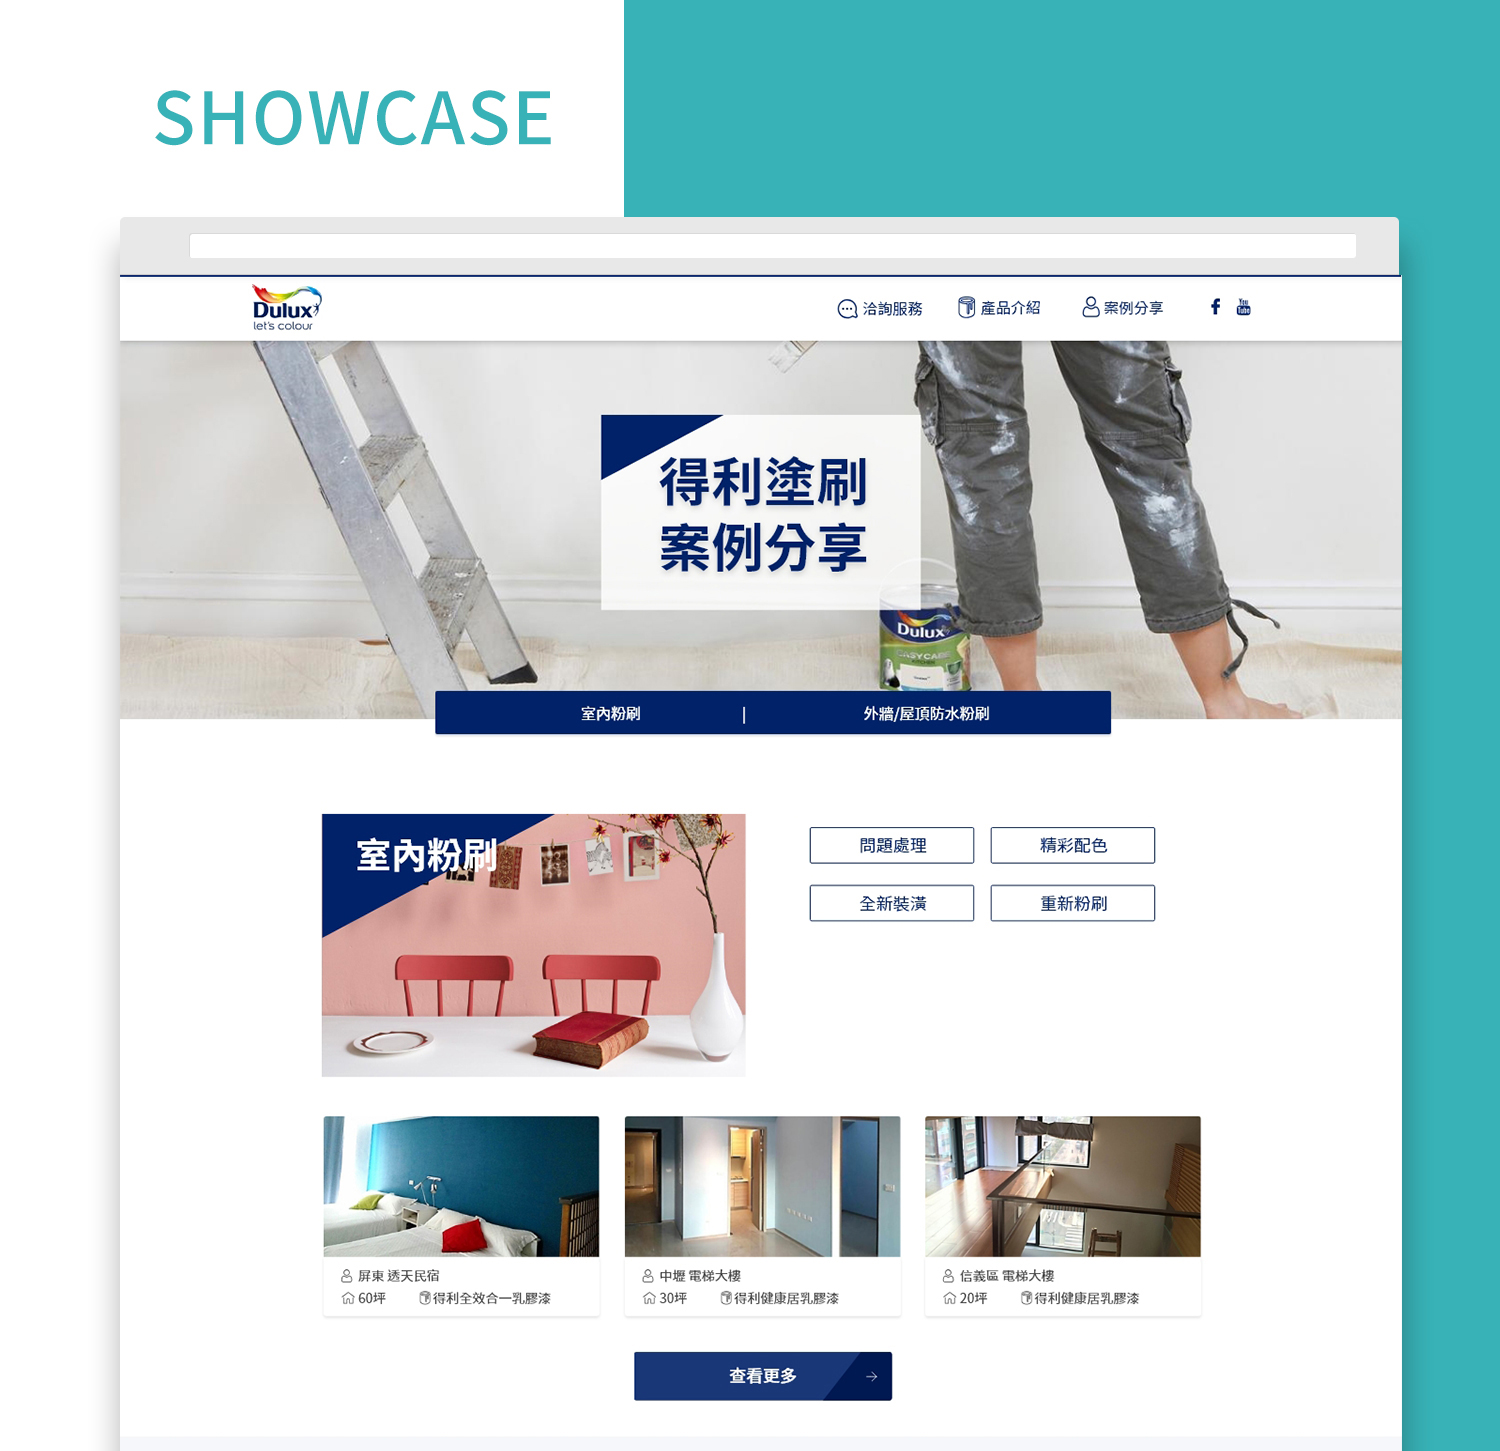 SHOWCASE
Dulux
let's colour
洽詢服務
產品介紹
案例分享
You
Tube
得利塗刷
案例分享
Dulux
EASYCARE
KITCHEN
室內粉刷 | 外牆/屋頂防水粉刷
室內粉刷
問題處理
精彩配色
全新裝潢
重新粉刷
屏東 透天民宿
60坪 得利全效合一乳膠漆
中壢 電梯大樓
30坪 得利健康居乳膠漆
信義區 電梯大樓
20坪 得利健康居乳膠漆
查看更多